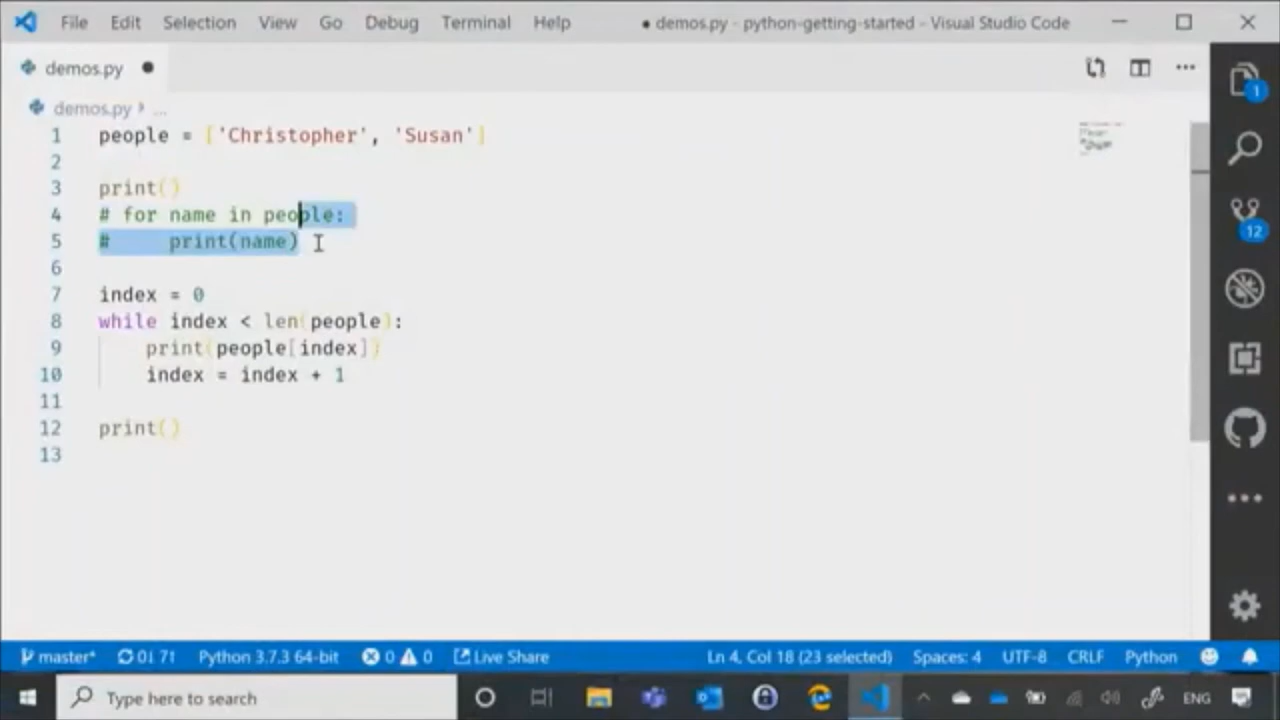 File Edit Selection View Go Debug Terminal Help ● demos.py - python-getting-started - Visual Studio Code
demos.py ●
demos.py › ...
1 people = ['Christopher', 'Susan']
2
3 print()
4 # for name in people:
5 #     print(name)
6
7 index = 0
8 while index < len(people):
9     print(people[index])
10     index = index + 1
11
12 print()
13
1
12
master* 0↓ 7↑ Python 3.7.3 64-bit 0 0 Live Share Ln 4, Col 18 (23 selected) Spaces: 4 UTF-8 CRLF Python
Type here to search ENG